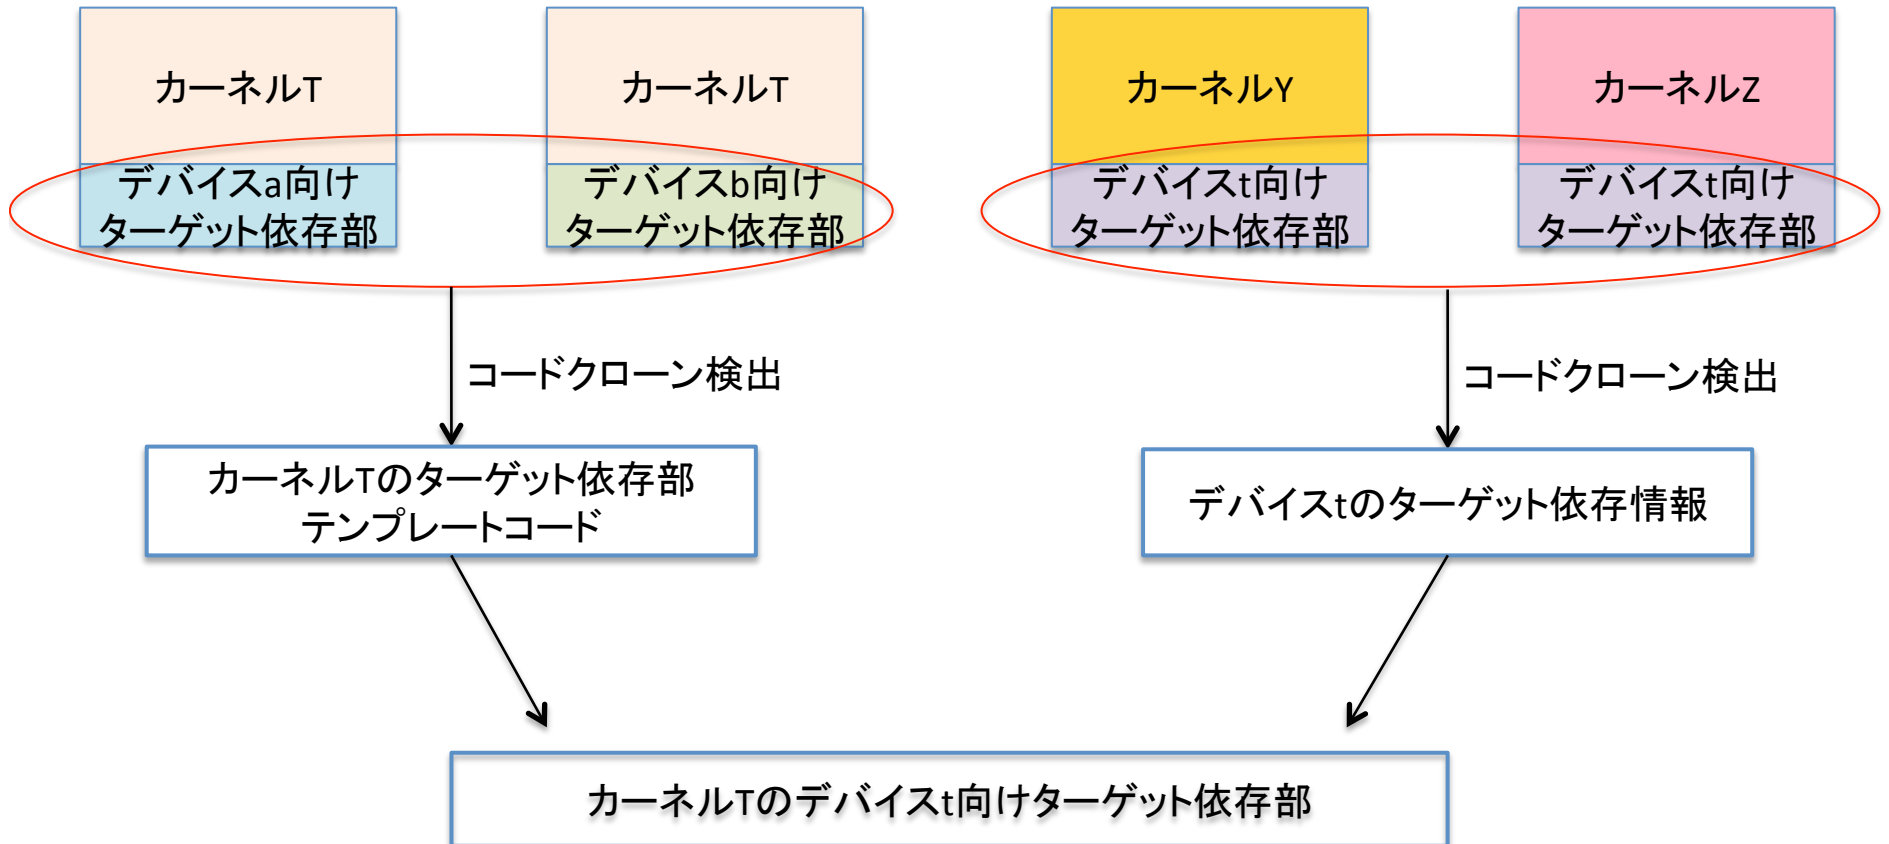 カーネルT
カーネルT
カーネルY
カーネルZ
デバイスa向け
ターゲット依存部
デバイスb向け
ターゲット依存部
デバイスt向け
ターゲット依存部
デバイスt向け
ターゲット依存部
コードクローン検出
コードクローン検出
カーネルTのターゲット依存部
テンプレートコード
デバイスtのターゲット依存情報
カーネルTのデバイスt向けターゲット依存部